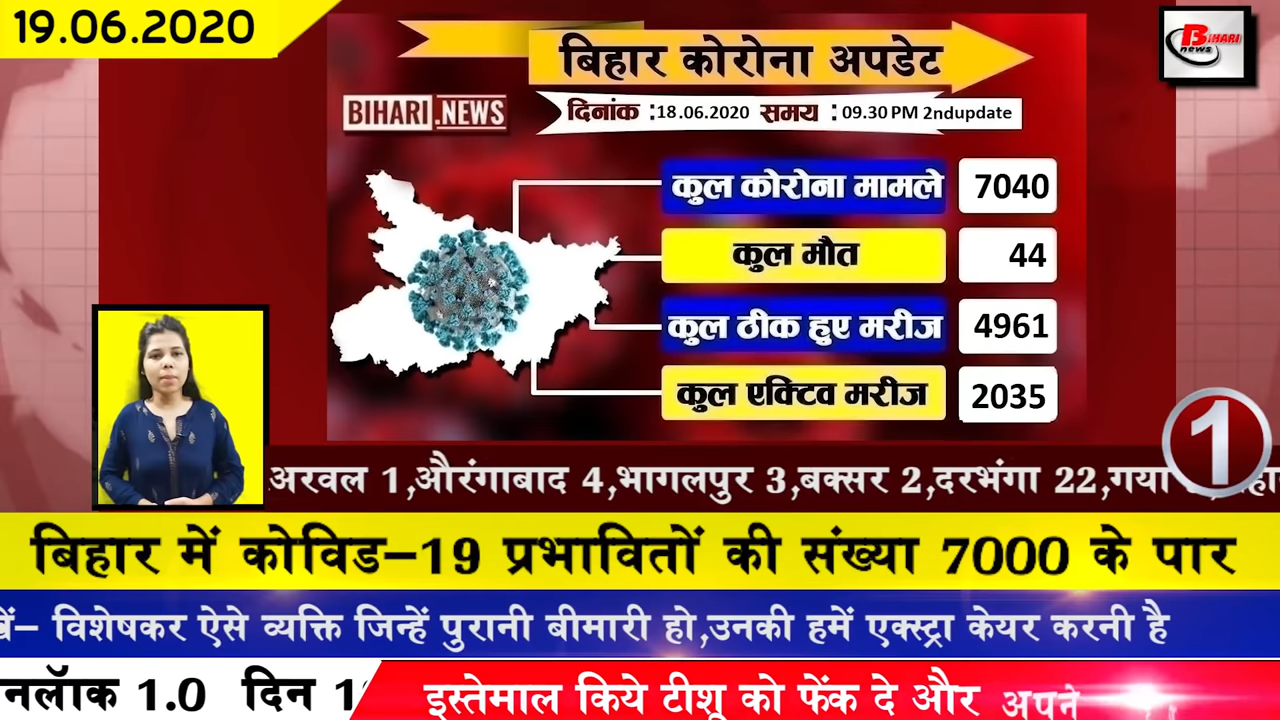 19.06.2020
बिहार कोरोना अपडेट
BIHARI NEWS
BIHARI.NEWS
दिनांक :18.06.2020 समय : 09.30 PM 2ndupdate
कुल कोरोना मामले 7040
कुल मौत 44
कुल ठीक हुए मरीज 4961
कुल एक्टिव मरीज 2035
1
अरवल 1,औरंगाबाद 4,भागलपुर 3,बक्सर 2,दरभंगा 22,गया
बिहार में कोविड–19 प्रभावितों की संख्या 7000 के पार
– विशेषकर ऐसे व्यक्ति जिन्हें पुरानी बीमारी हो,उनकी हमें एक्स्ट्रा केयर करनी है
नलॉक 1.0 दिन
इस्तेमाल किये टीशू को फेंक दे और अपने